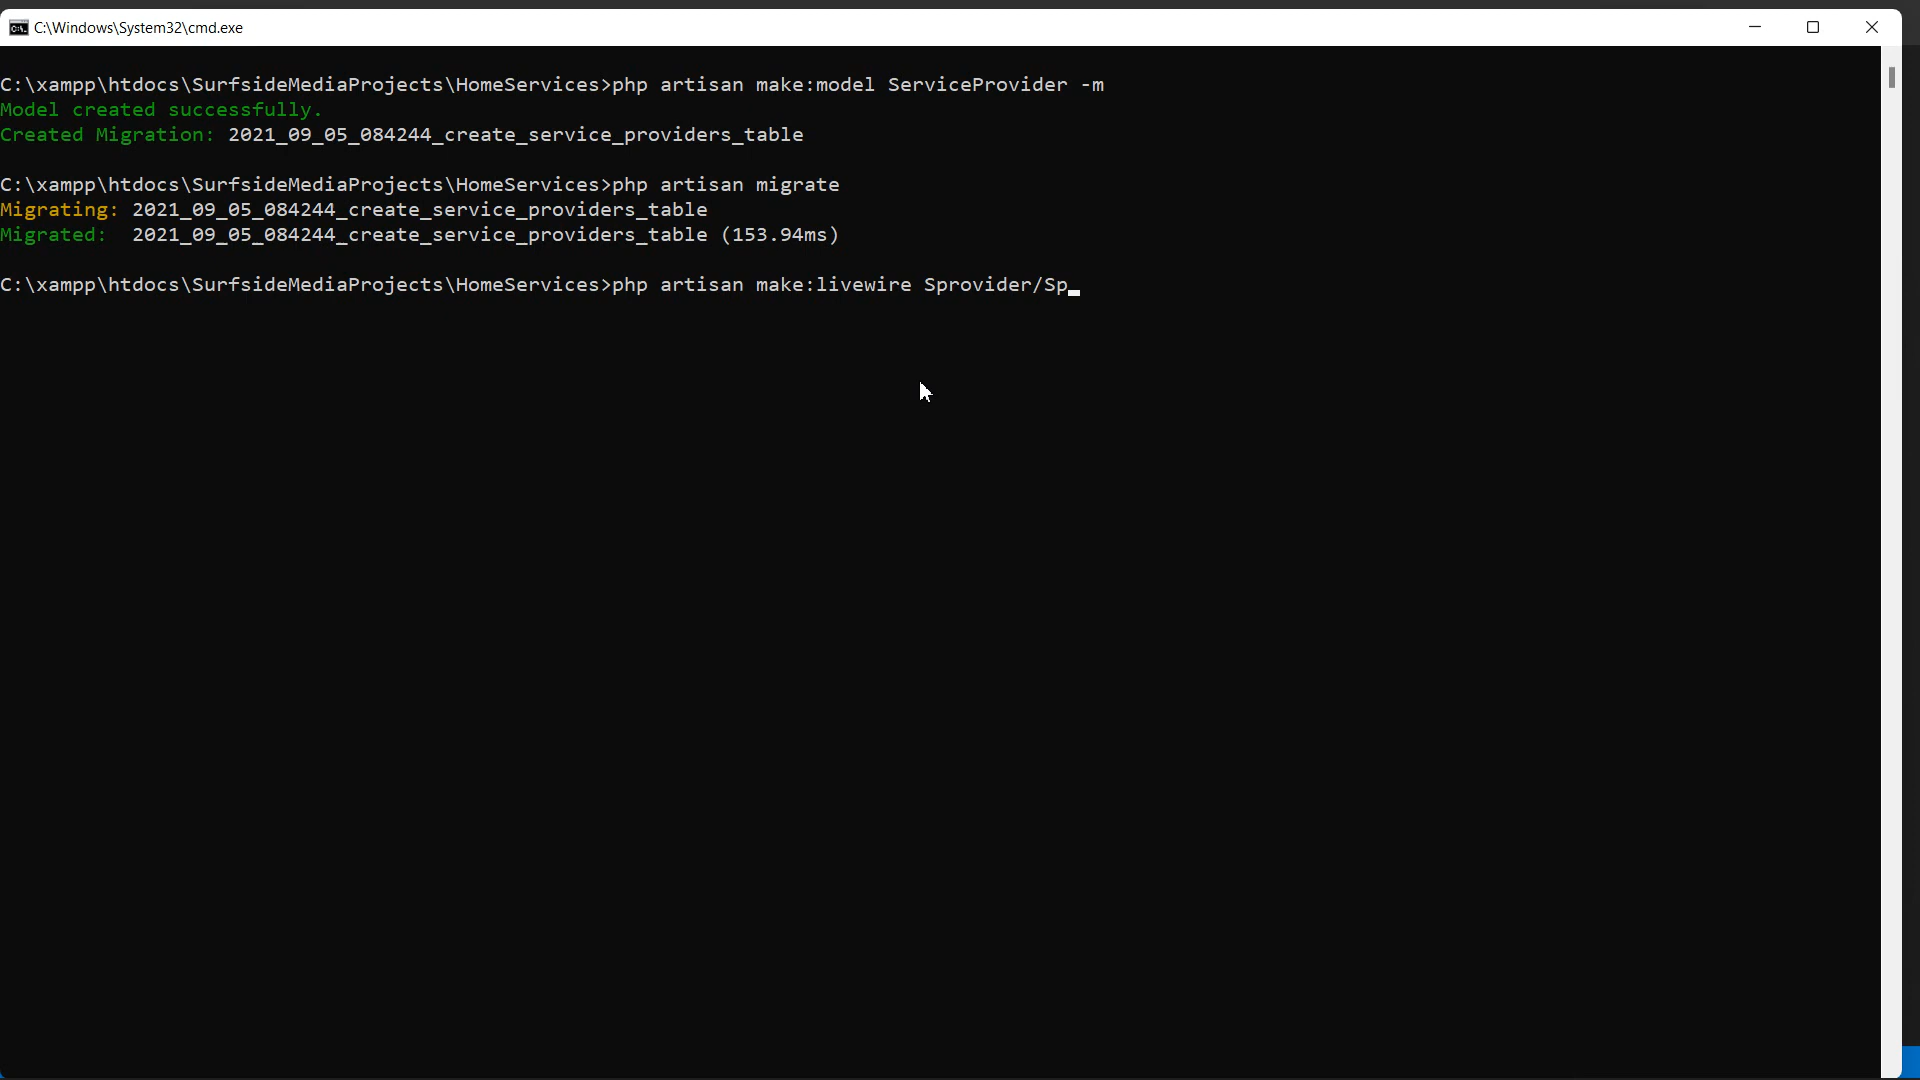 C:\Windows\System32\cmd.exe
C:\xampp\htdocs\SurfsideMediaProjects\HomeServices>php artisan make:model ServiceProvider -m
Model created successfully.
Created Migration: 2021_09_05_084244_create_service_providers_table
C:\xampp\htdocs\SurfsideMediaProjects\HomeServices>php artisan migrate
Migrating: 2021_09_05_084244_create_service_providers_table
Migrated:  2021_09_05_084244_create_service_providers_table (153.94ms)
C:\xampp\htdocs\SurfsideMediaProjects\HomeServices>php artisan make:livewire Sprovider/Sp